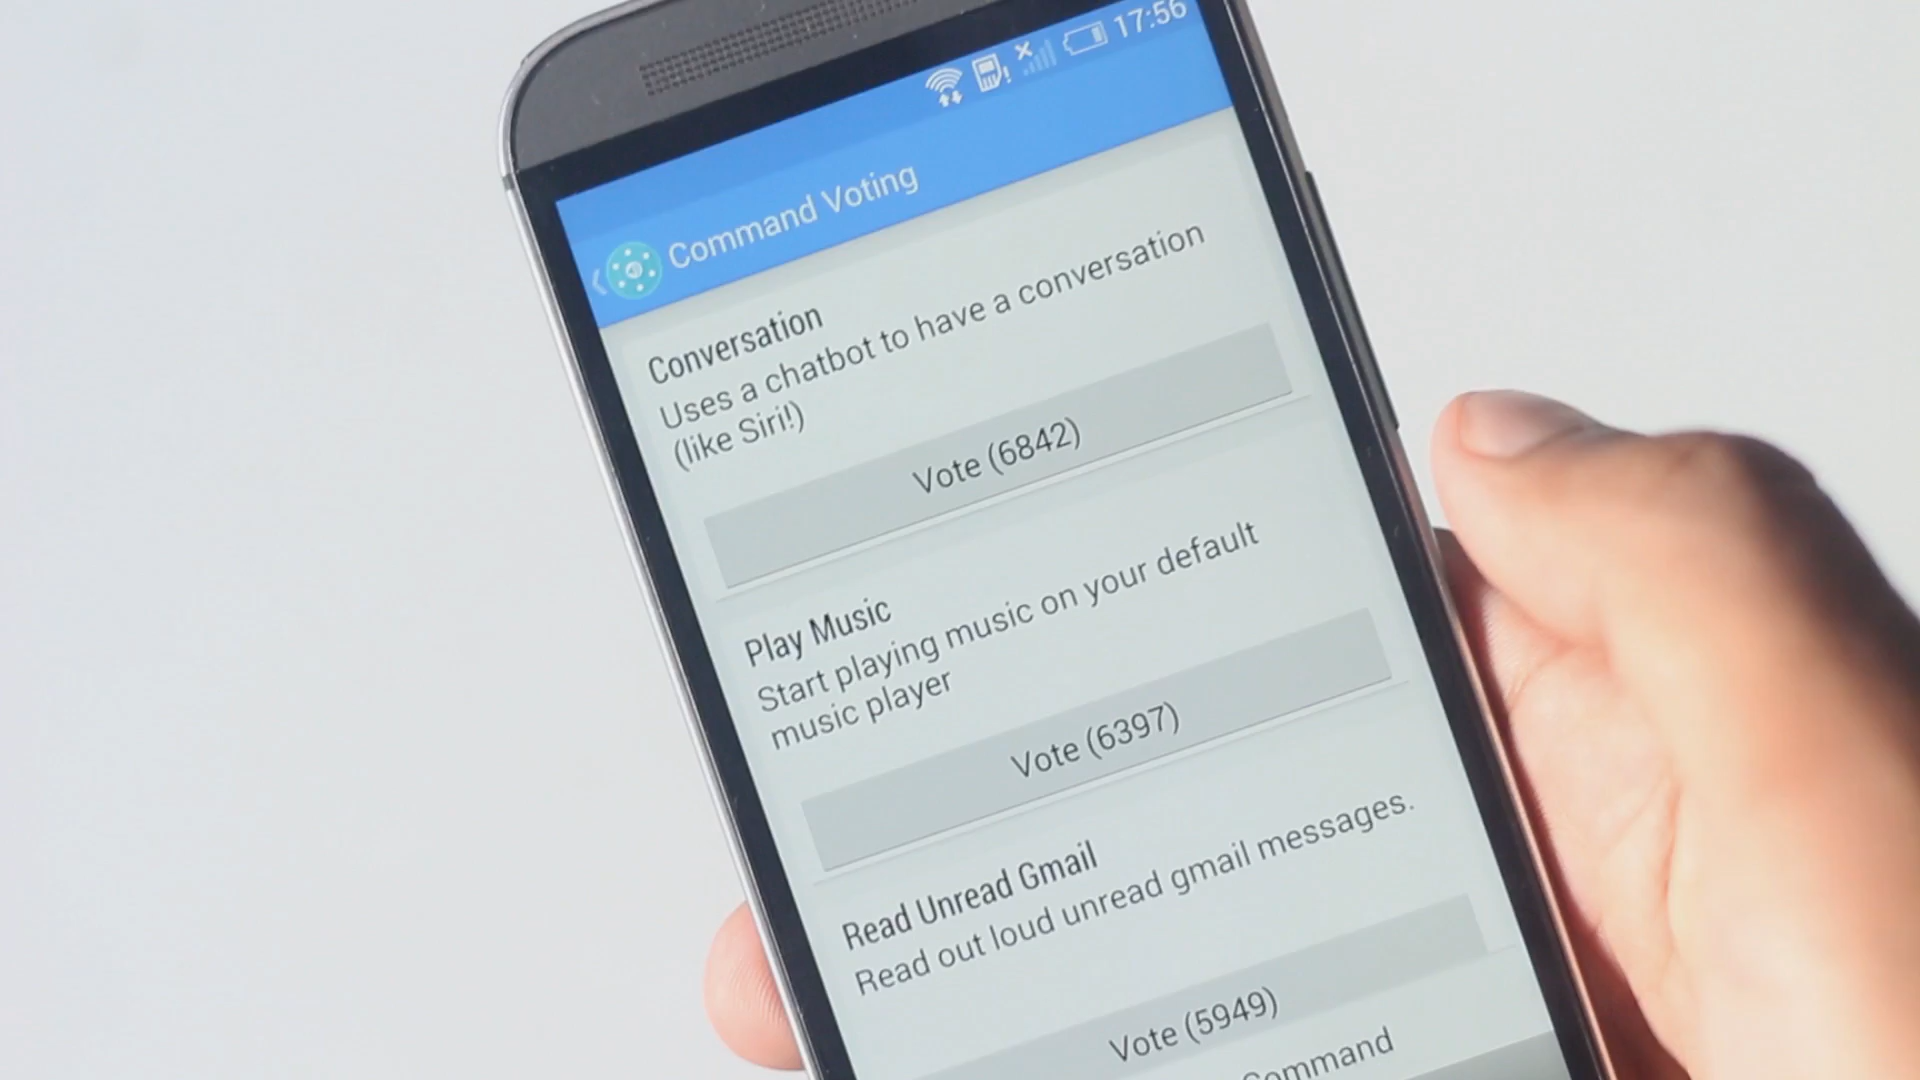 17:56
Command Voting
Conversation
Uses a chatbot to have a conversation
(like Siri!)
Vote (6842)
Play Music
Start playing music on your default
music player
Vote (6397)
Read Unread Gmail
Read out loud unread gmail messages.
Vote (5949)
Command